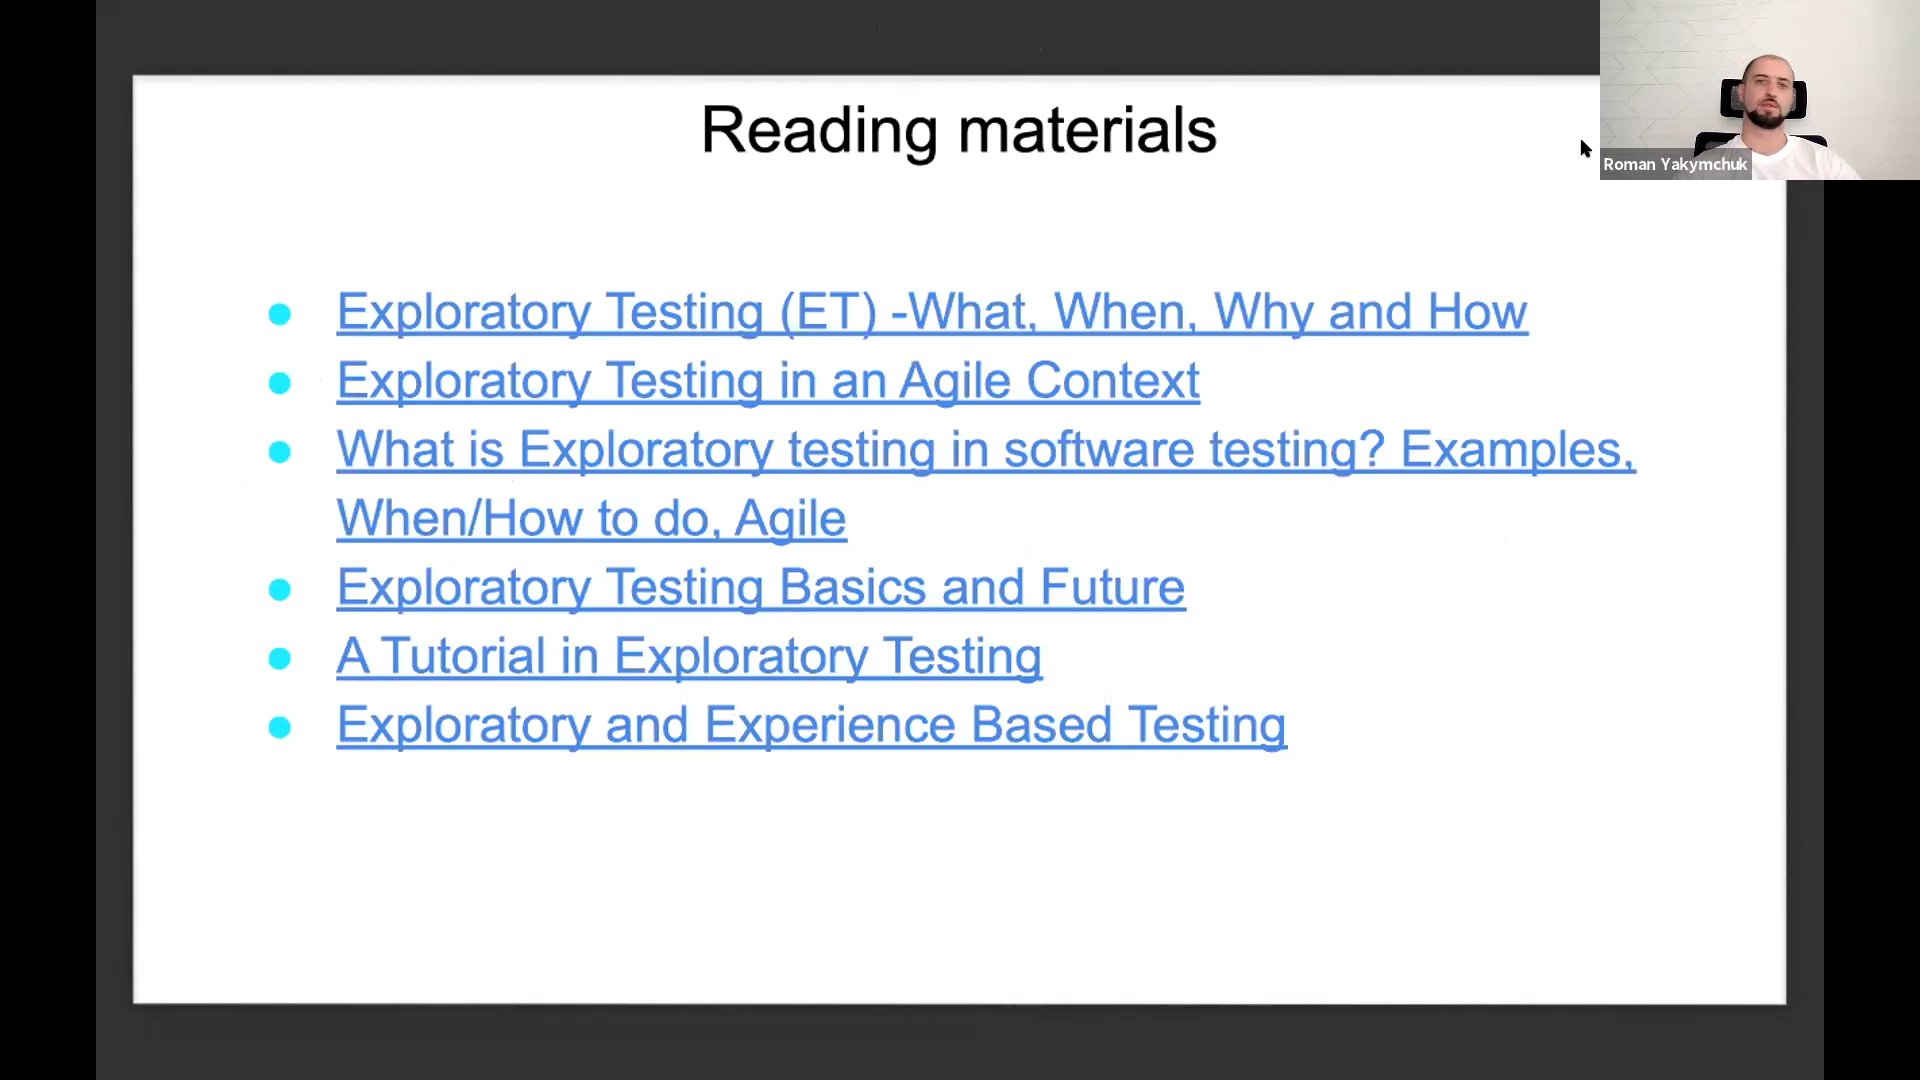 Reading materials
Roman Yakymchuk
Exploratory Testing (ET) -What, When, Why and How
Exploratory Testing in an Agile Context
What is Exploratory testing in software testing? Examples,
When/How to do, Agile
Exploratory Testing Basics and Future
A Tutorial in Exploratory Testing
Exploratory and Experience Based Testing